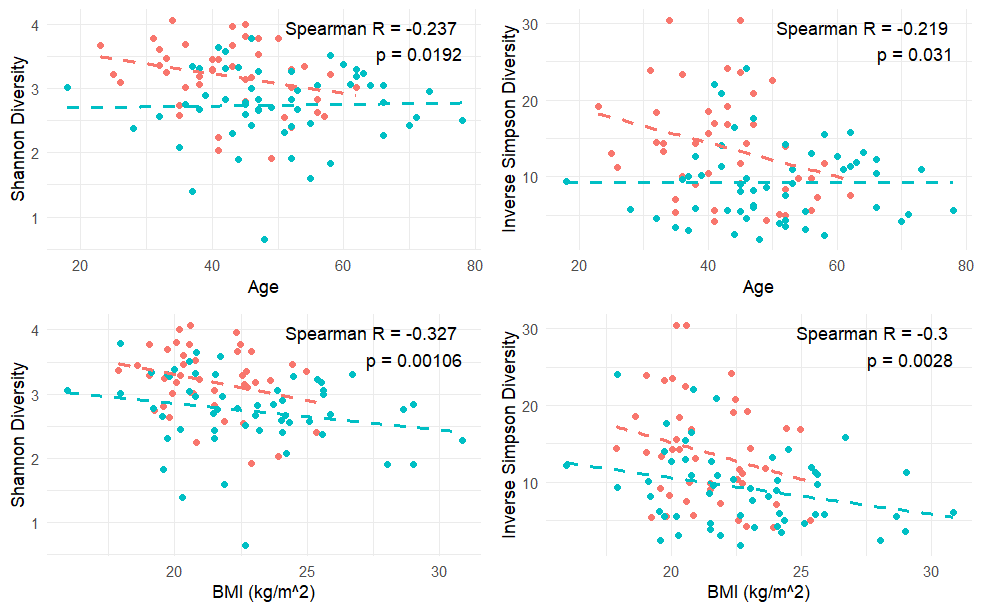 Spearman R = -0.237
p = 0.0192
Shannon Diversity
4
3
2
1
20
40
60
80
Age
Spearman R = -0.219
p = 0.031
Inverse Simpson Diversity
30
20
10
20
40
60
80
Age
Spearman R = -0.327
p = 0.00106
Shannon Diversity
4
3
2
1
20
25
30
BMI (kg/m^2)
Spearman R = -0.3
p = 0.0028
Inverse Simpson Diversity
30
20
10
20
25
30
BMI (kg/m^2)